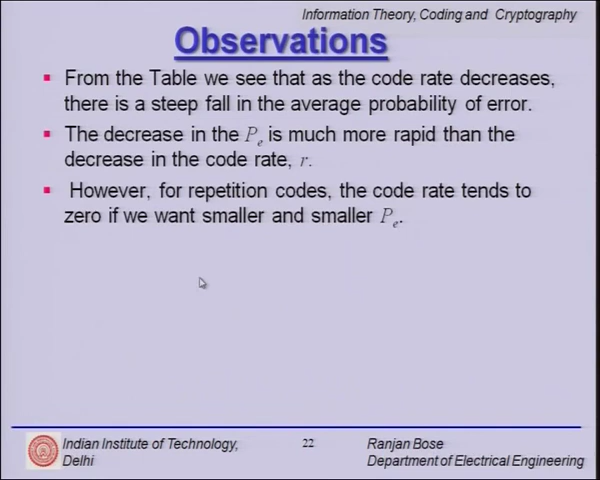 Information Theory, Coding and Cryptography
Observations
▪ From the Table we see that as the code rate decreases,
there is a steep fall in the average probability of error.
▪ The decrease in the Pₑ is much more rapid than the
decrease in the code rate, r.
▪ However, for repetition codes, the code rate tends to
zero if we want smaller and smaller Pₑ.
Indian Institute of Technology,
Delhi
22
Ranjan Bose
Department of Electrical Engineering